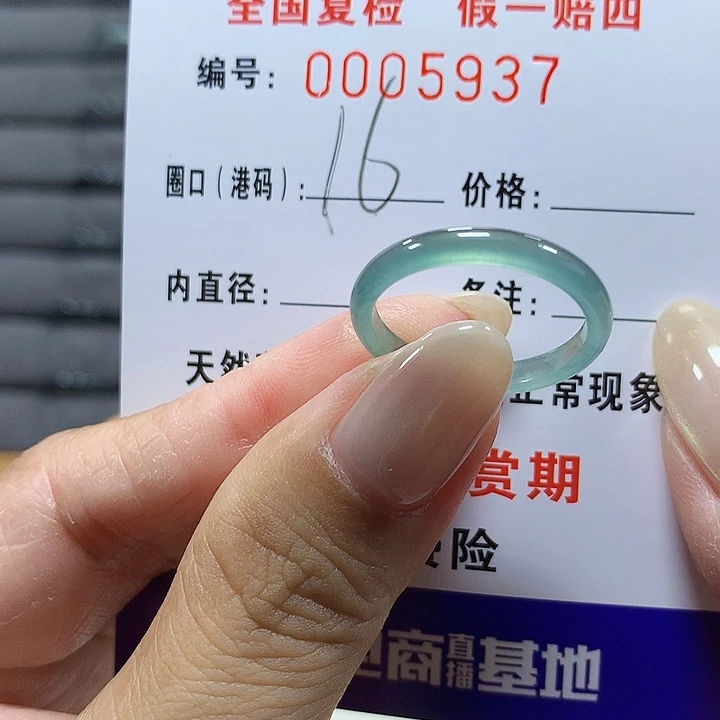 全国复检 假一赔四
编号: 0005937
圈口(港码): 16 价格:
内直径: 备注:
天然 正常现象
赏期
险
商直播基地